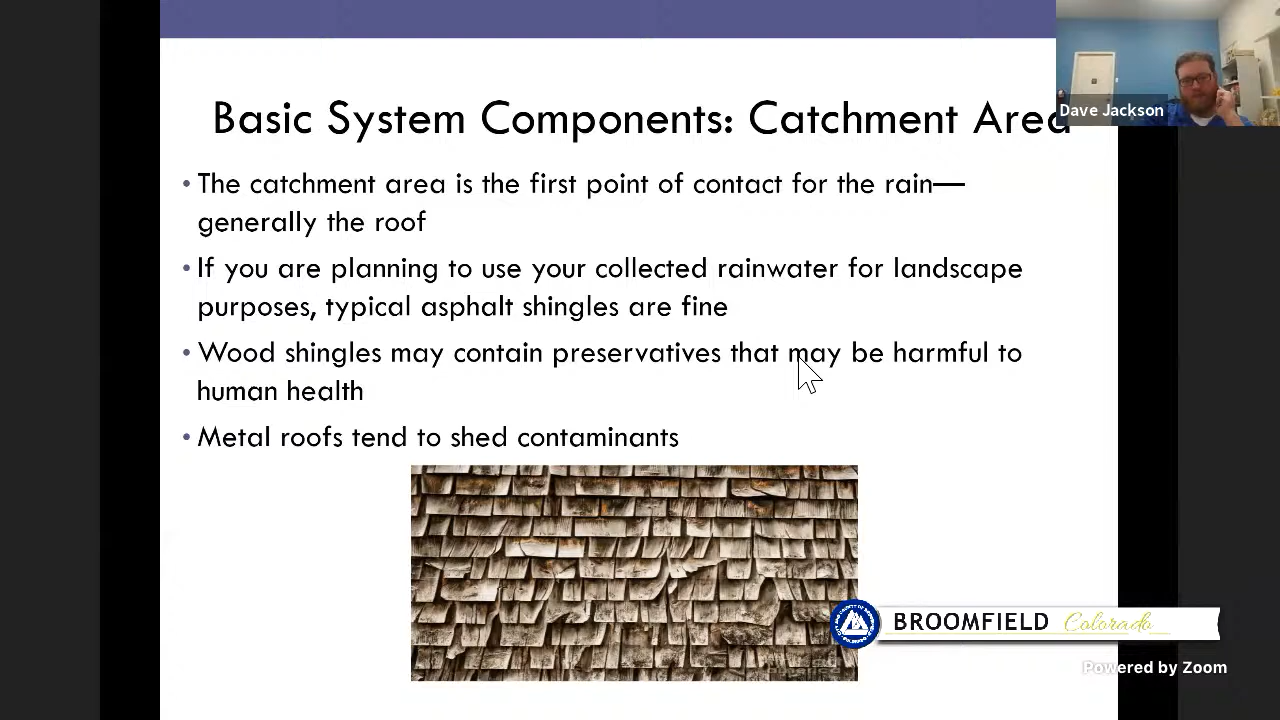 Dave Jackson
Basic System Components: Catchment Area
• The catchment area is the first point of contact for the rain—
generally the roof
• If you are planning to use your collected rainwater for landscape
purposes, typical asphalt shingles are fine
• Wood shingles may contain preservatives that may be harmful to
human health
• Metal roofs tend to shed contaminants
BROOMFIELD Colorado
Powered by Zoom